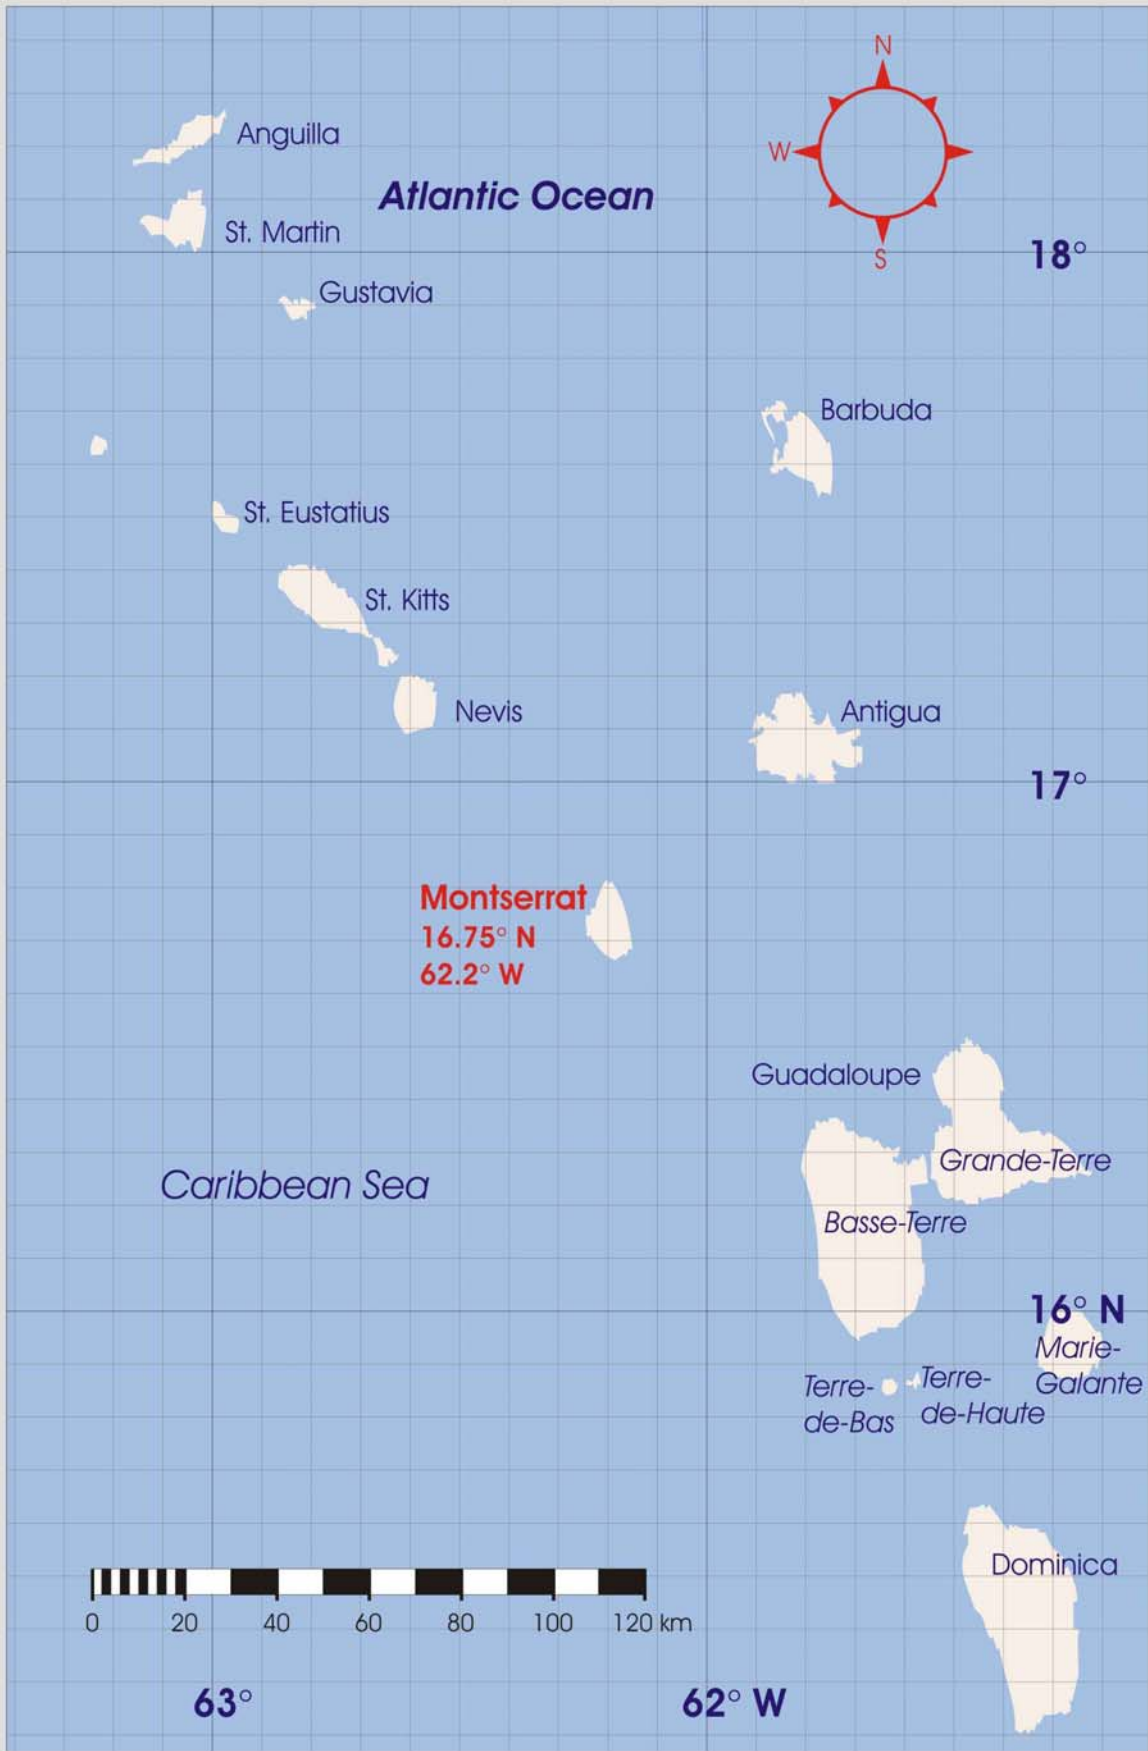 N
Anguilla
W
Atlantic Ocean
St. Martin
18°
S
Gustavia
Barbuda
St. Eustatius
St. Kitts
Nevis
Antigua
17°
Montserrat
16.75° N
62.2° W
Guadaloupe
Grande-Terre
Caribbean Sea
Basse-Terre
16° N
Marie-
Galante
Terre-
de-Bas
Terre-
de-Haute
Dominica
0 20 40 60 80 100 120 km
63°
62° W